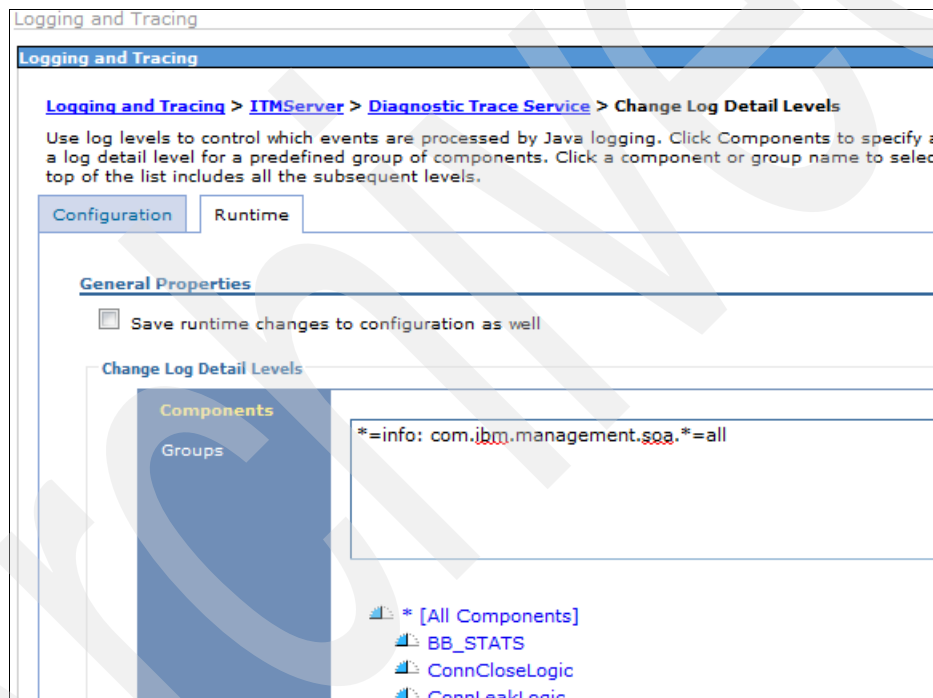 Logging and Tracing
Logging and Tracing
Logging and Tracing > ITMServer > Diagnostic Trace Service > Change Log Detail Levels
Use log levels to control which events are processed by Java logging. Click Components to specify a
a log detail level for a predefined group of components. Click a component or group name to selec
top of the list includes all the subsequent levels.
Configuration Runtime
General Properties
Save runtime changes to configuration as well
Change Log Detail Levels
Components
Groups
*=info: com.ibm.management.soa.*=all
* [All Components]
BB_STATS
ConnCloseLogic
ConnLeakLogic